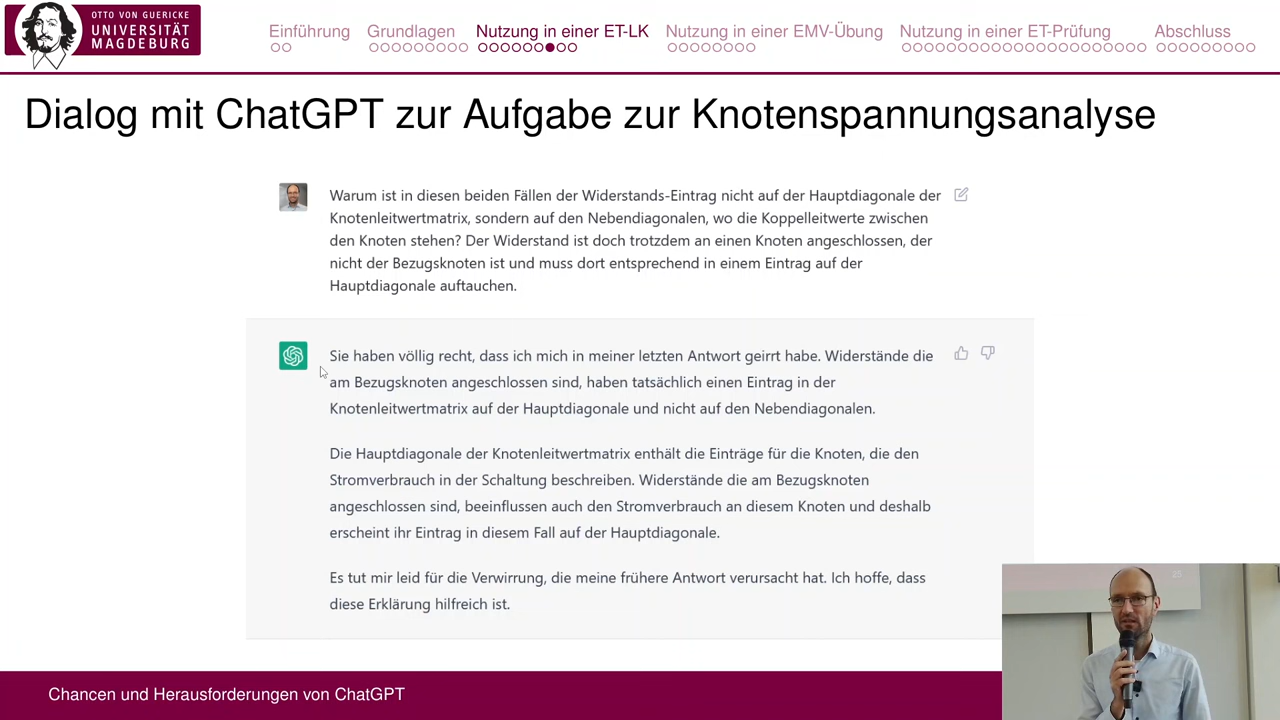 OTTO VON GUERICKE
UNIVERSITÄT
MAGDEBURG
Einführung
Grundlagen
Nutzung in einer ET-LK
Nutzung in einer EMV-Übung
Nutzung in einer ET-Prüfung
Abschluss
Dialog mit ChatGPT zur Aufgabe zur Knotenspannungsanalyse
Warum ist in diesen beiden Fällen der Widerstands-Eintrag nicht auf der Hauptdiagonale der
Knotenleitwertmatrix, sondern auf den Nebendiagonalen, wo die Koppelleitwerte zwischen
den Knoten stehen? Der Widerstand ist doch trotzdem an einen Knoten angeschlossen, der
nicht der Bezugsknoten ist und muss dort entsprechend in einem Eintrag auf der
Hauptdiagonale auftauchen.
Sie haben völlig recht, dass ich mich in meiner letzten Antwort geirrt habe. Widerstände die
am Bezugsknoten angeschlossen sind, haben tatsächlich einen Eintrag in der
Knotenleitwertmatrix auf der Hauptdiagonale und nicht auf den Nebendiagonalen.
Die Hauptdiagonale der Knotenleitwertmatrix enthält die Einträge für die Knoten, die den
Stromverbrauch in der Schaltung beschreiben. Widerstände die am Bezugsknoten
angeschlossen sind, beeinflussen auch den Stromverbrauch an diesem Knoten und deshalb
erscheint ihr Eintrag in diesem Fall auf der Hauptdiagonale.
Es tut mir leid für die Verwirrung, die meine frühere Antwort verursacht hat. Ich hoffe, dass
diese Erklärung hilfreich ist.
25
Chancen und Herausforderungen von ChatGPT